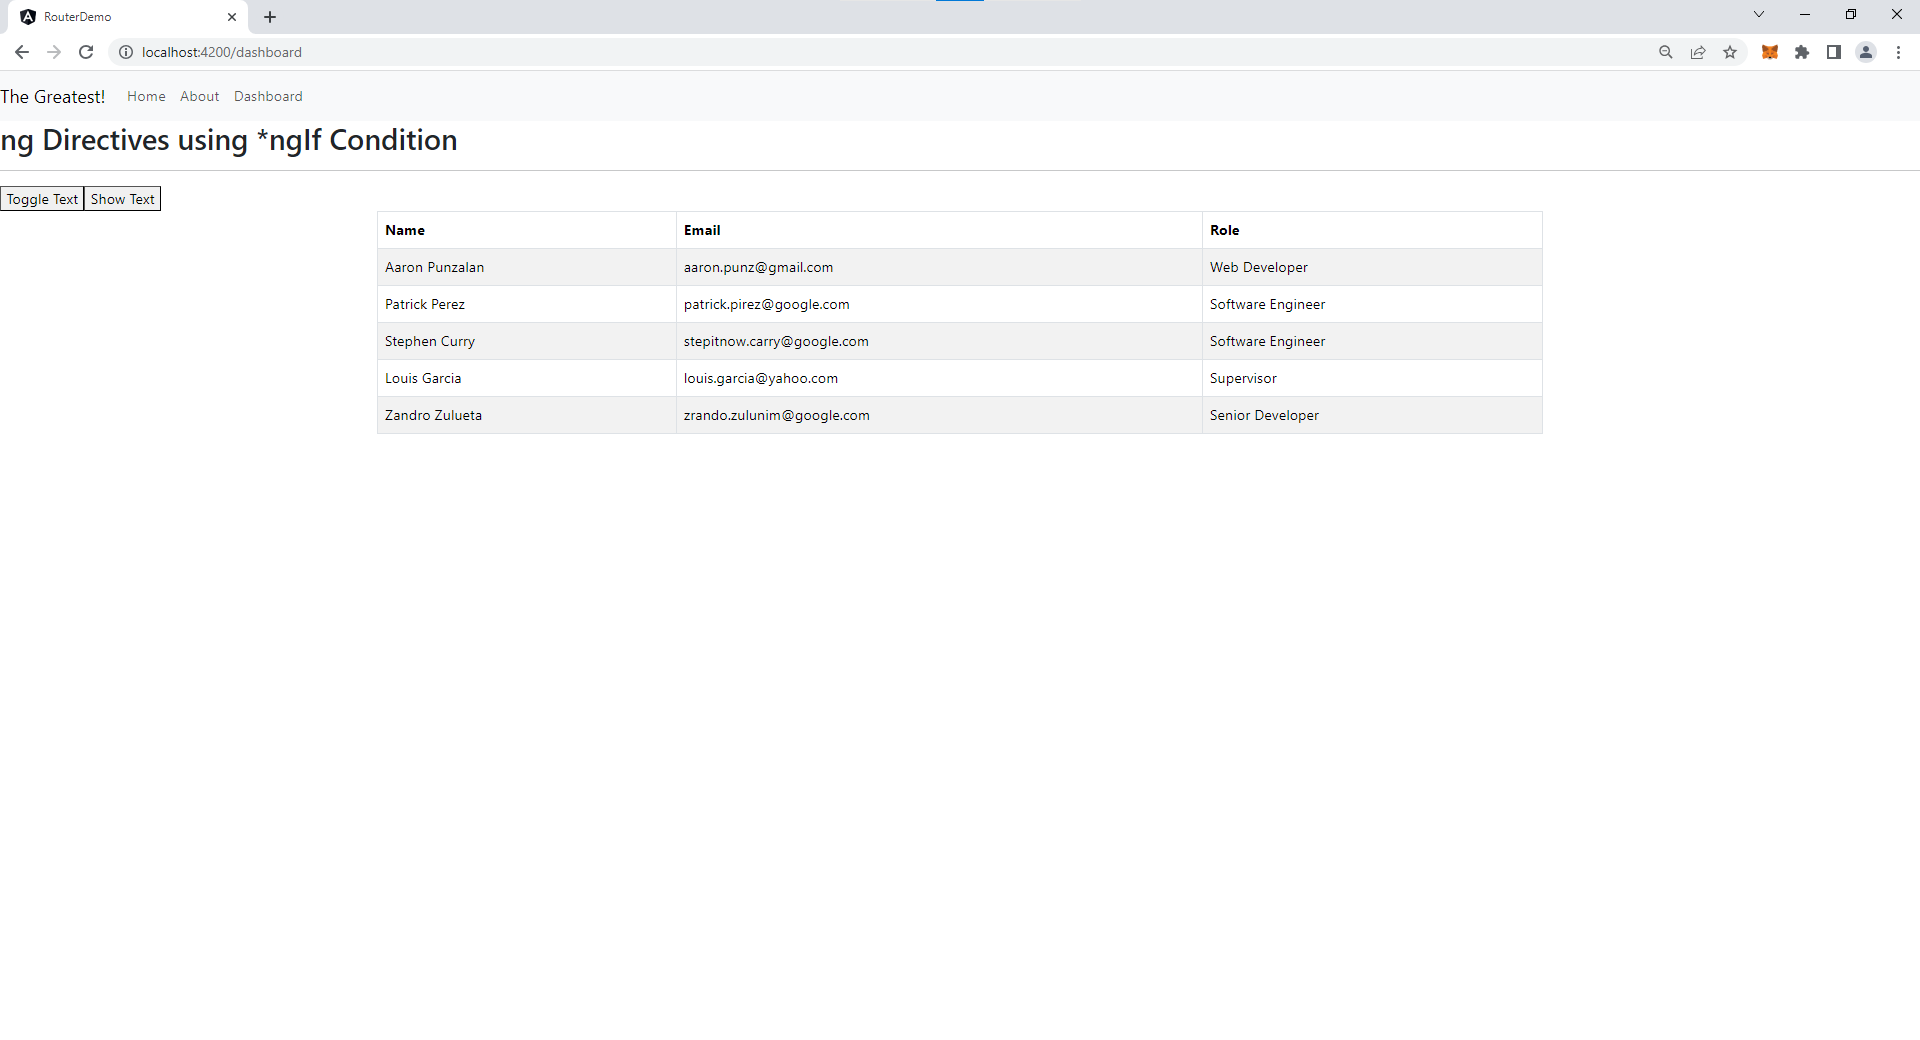 RouterDemo
localhost:4200/dashboard
The Greatest! Home About Dashboard
ng Directives using *ngIf Condition
Toggle Text Show Text
Name Email Role
Aaron Punzalan aaron.punz@gmail.com Web Developer
Patrick Perez patrick.pirez@google.com Software Engineer
Stephen Curry stepitnow.carry@google.com Software Engineer
Louis Garcia louis.garcia@yahoo.com Supervisor
Zandro Zulueta zrando.zulunim@google.com Senior Developer